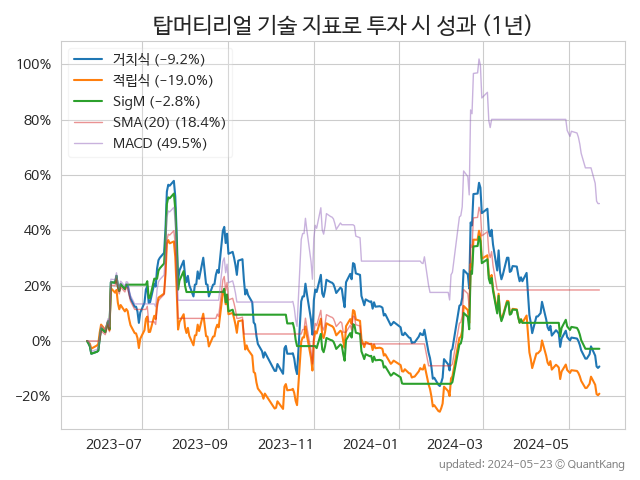 탑머티리얼 기술 지표로 투자 시 성과 (1년)
거치식 (−9.2%)
적립식 (−19.0%)
SigM (−2.8%)
SMA(20) (18.4%)
MACD (49.5%)
100%
80%
60%
40%
20%
0%
−20%
2023-07
2023-09
2023-11
2024-01
2024-03
2024-05
updated: 2024-05-23 ⓒ QuantKang